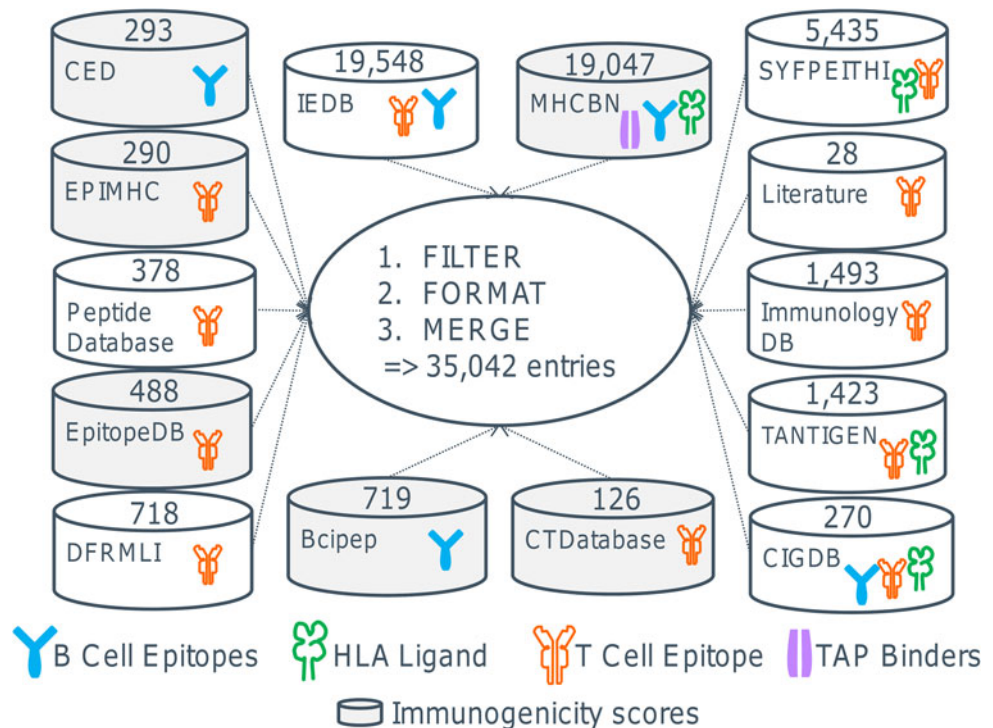 293
CED
19,548
IEDB
19,047
MHCBN
5,435
SYFPEITHI
290
EPIMHC
28
Literature
378
Peptide
Database
1. FILTER
2. FORMAT
3. MERGE
=> 35,042 entries
1,493
Immunology
DB
488
EpitopeDB
1,423
TANTIGEN
718
DFRMLI
719
Bcipep
126
CTDatabase
270
CIGDB
B Cell Epitopes
HLA Ligand
T Cell Epitope
TAP Binders
Immunogenicity scores